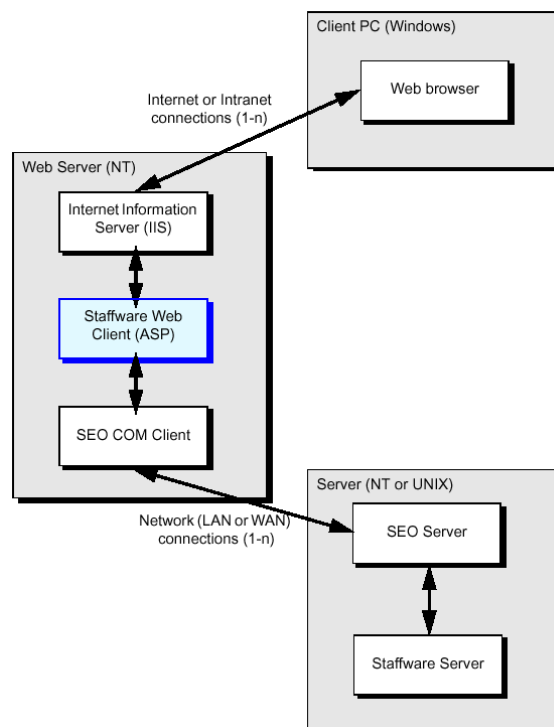 Client PC (Windows)
Web browser
Internet or Intranet
connections (1-n)
Web Server (NT)
Internet Information
Server (IIS)
Staffware Web
Client (ASP)
SEO COM Client
Network (LAN or WAN)
connections (1-n)
Server (NT or UNIX)
SEO Server
Staffware Server